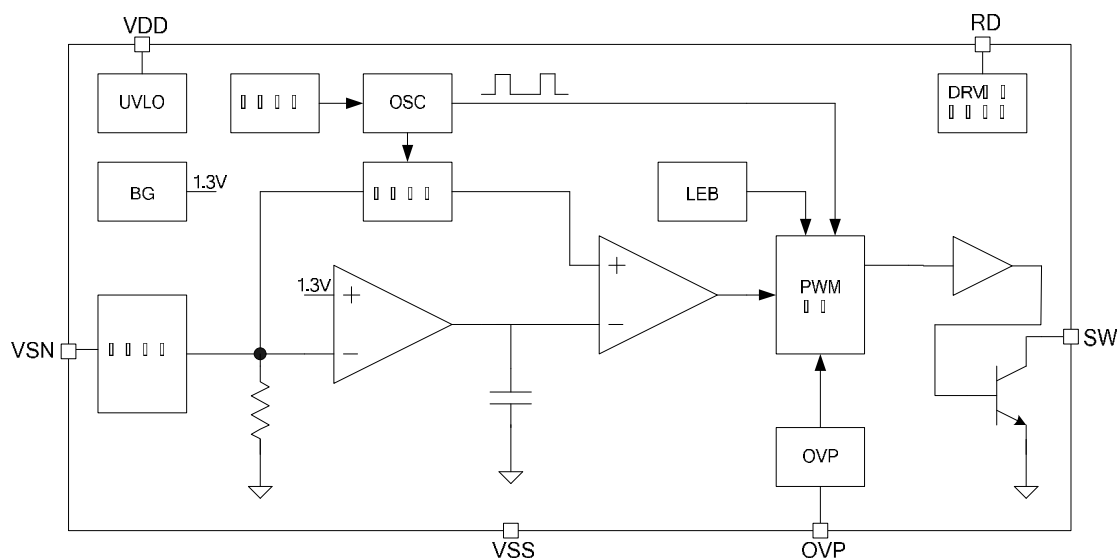 VDD
RD
UVLO
OSC
DRV
BG
1.3V
LEB
1.3V
+
+
PWM
−
−
VSN
SW
OVP
VSS
OVP